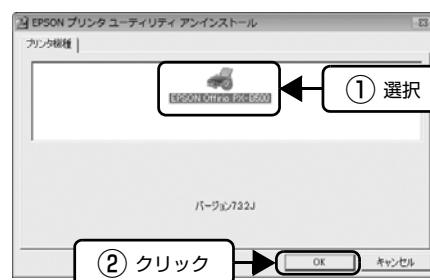 EPSON プリンタ ユーティリティ アンインストール
プリンタ機種
EPSON Offirio PX-B500
① 選択
バージョン7.32J
② クリック
OK
キャンセル